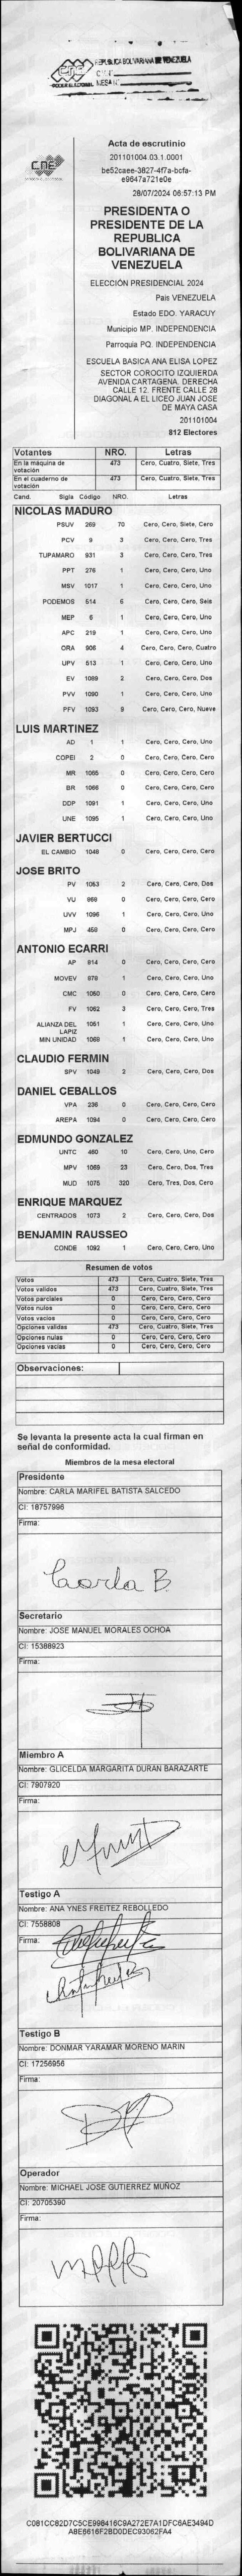 REPUBLICA BOLIVARIANA DE VENEZUELA
cne
PODER ELECTORAL
MESA N°
CNE
Acta de escrutinio
201101004.03.1.0001
be52caee-3827-4f7a-bcfa-
e9647a721e0e
28/07/2024 06:57:13 PM
PRESIDENTA O
PRESIDENTE DE LA
REPUBLICA
BOLIVARIANA DE
VENEZUELA
ELECCIÓN PRESIDENCIAL 2024
Pais VENEZUELA
Estado EDO. YARACUY
Municipio MP. INDEPENDENCIA
Parroquia PQ. INDEPENDENCIA
ESCUELA BASICA ANA ELISA LOPEZ
SECTOR COROCITO IZQUIERDA
AVENIDA CARTAGENA. DERECHA
CALLE 12. FRENTE CALLE 28
DIAGONAL A EL LICEO JUAN JOSE
DE MAYA CASA
201101004
812 Electores
Votantes NRO. Letras
En la máquina de votación 473 Cero, Cuatro, Siete, Tres
En el cuaderno de votación 473 Cero, Cuatro, Siete, Tres
Cand. Sigla Código NRO. Letras
NICOLAS MADURO
PSUV 269 70 Cero, Cero, Siete, Cero
PCV 9 3 Cero, Cero, Cero, Tres
TUPAMARO 931 3 Cero, Cero, Cero, Tres
PPT 276 1 Cero, Cero, Cero, Uno
MSV 1017 1 Cero, Cero, Cero, Uno
PODEMOS 514 6 Cero, Cero, Cero, Seis
MEP 6 1 Cero, Cero, Cero, Uno
APC 219 1 Cero, Cero, Cero, Uno
ORA 906 4 Cero, Cero, Cero, Cuatro
UPV 513 1 Cero, Cero, Cero, Uno
EV 1089 2 Cero, Cero, Cero, Dos
PVV 1090 1 Cero, Cero, Cero, Uno
PFV 1093 9 Cero, Cero, Cero, Nueve
LUIS MARTINEZ
AD 1 1 Cero, Cero, Cero, Uno
COPEI 2 0 Cero, Cero, Cero, Cero
MR 1065 0 Cero, Cero, Cero, Cero
BR 1066 0 Cero, Cero, Cero, Cero
DDP 1091 1 Cero, Cero, Cero, Uno
UNE 1095 1 Cero, Cero, Cero, Uno
JAVIER BERTUCCI
EL CAMBIO 1048 0 Cero, Cero, Cero, Cero
JOSE BRITO
PV 1053 2 Cero, Cero, Cero, Dos
VU 969 0 Cero, Cero, Cero, Cero
UVV 1096 1 Cero, Cero, Cero, Uno
MPJ 458 0 Cero, Cero, Cero, Cero
ANTONIO ECARRI
AP 914 0 Cero, Cero, Cero, Cero
MOVEV 978 1 Cero, Cero, Cero, Uno
CMC 1050 0 Cero, Cero, Cero, Cero
FV 1052 3 Cero, Cero, Cero, Tres
ALIANZA DEL LAPIZ 1051 1 Cero, Cero, Cero, Uno
MIN UNIDAD 1068 1 Cero, Cero, Cero, Uno
CLAUDIO FERMIN
SPV 1049 2 Cero, Cero, Cero, Dos
DANIEL CEBALLOS
VPA 236 0 Cero, Cero, Cero, Cero
AREPA 1094 0 Cero, Cero, Cero, Cero
EDMUNDO GONZALEZ
UNTC 460 10 Cero, Cero, Uno, Cero
MPV 1069 23 Cero, Cero, Dos, Tres
MUD 1075 320 Cero, Tres, Dos, Cero
ENRIQUE MARQUEZ
CENTRADOS 1073 2 Cero, Cero, Cero, Dos
BENJAMIN RAUSSEO
CONDE 1092 1 Cero, Cero, Cero, Uno
Resumen de votos
Votos 473 Cero, Cuatro, Siete, Tres
Votos validos 473 Cero, Cuatro, Siete, Tres
Votos parciales 0 Cero, Cero, Cero, Cero
Votos nulos 0 Cero, Cero, Cero, Cero
Votos vacios 0 Cero, Cero, Cero, Cero
Opciones validas 473 Cero, Cuatro, Siete, Tres
Opciones nulas 0 Cero, Cero, Cero, Cero
Opciones vacias 0 Cero, Cero, Cero, Cero
Observaciones:
Se levanta la presente acta la cual firman en
señal de conformidad.
Miembros de la mesa electoral
Presidente
Nombre: CARLA MARIFEL BATISTA SALCEDO
CI: 18757996
Firma:
Carla B.
Secretario
Nombre: JOSE MANUEL MORALES OCHOA
CI: 15388923
Firma:
Miembro A
Nombre: GLICELDA MARGARITA DURAN BARAZARTE
CI: 7907920
Firma:
Testigo A
Nombre: ANA YNES FREITEZ REBOLLEDO
CI: 7558808
Firma:
Testigo B
Nombre: DONMAR YARAMAR MORENO MARIN
CI: 17256956
Firma:
Operador
Nombre: MICHAEL JOSE GUTIERREZ MUÑOZ
CI: 20705390
Firma:
C081CC82D7C5CE998416C9A272E7A1DFC6AE3494D
A8E6616F2BD0DEC93062FA4